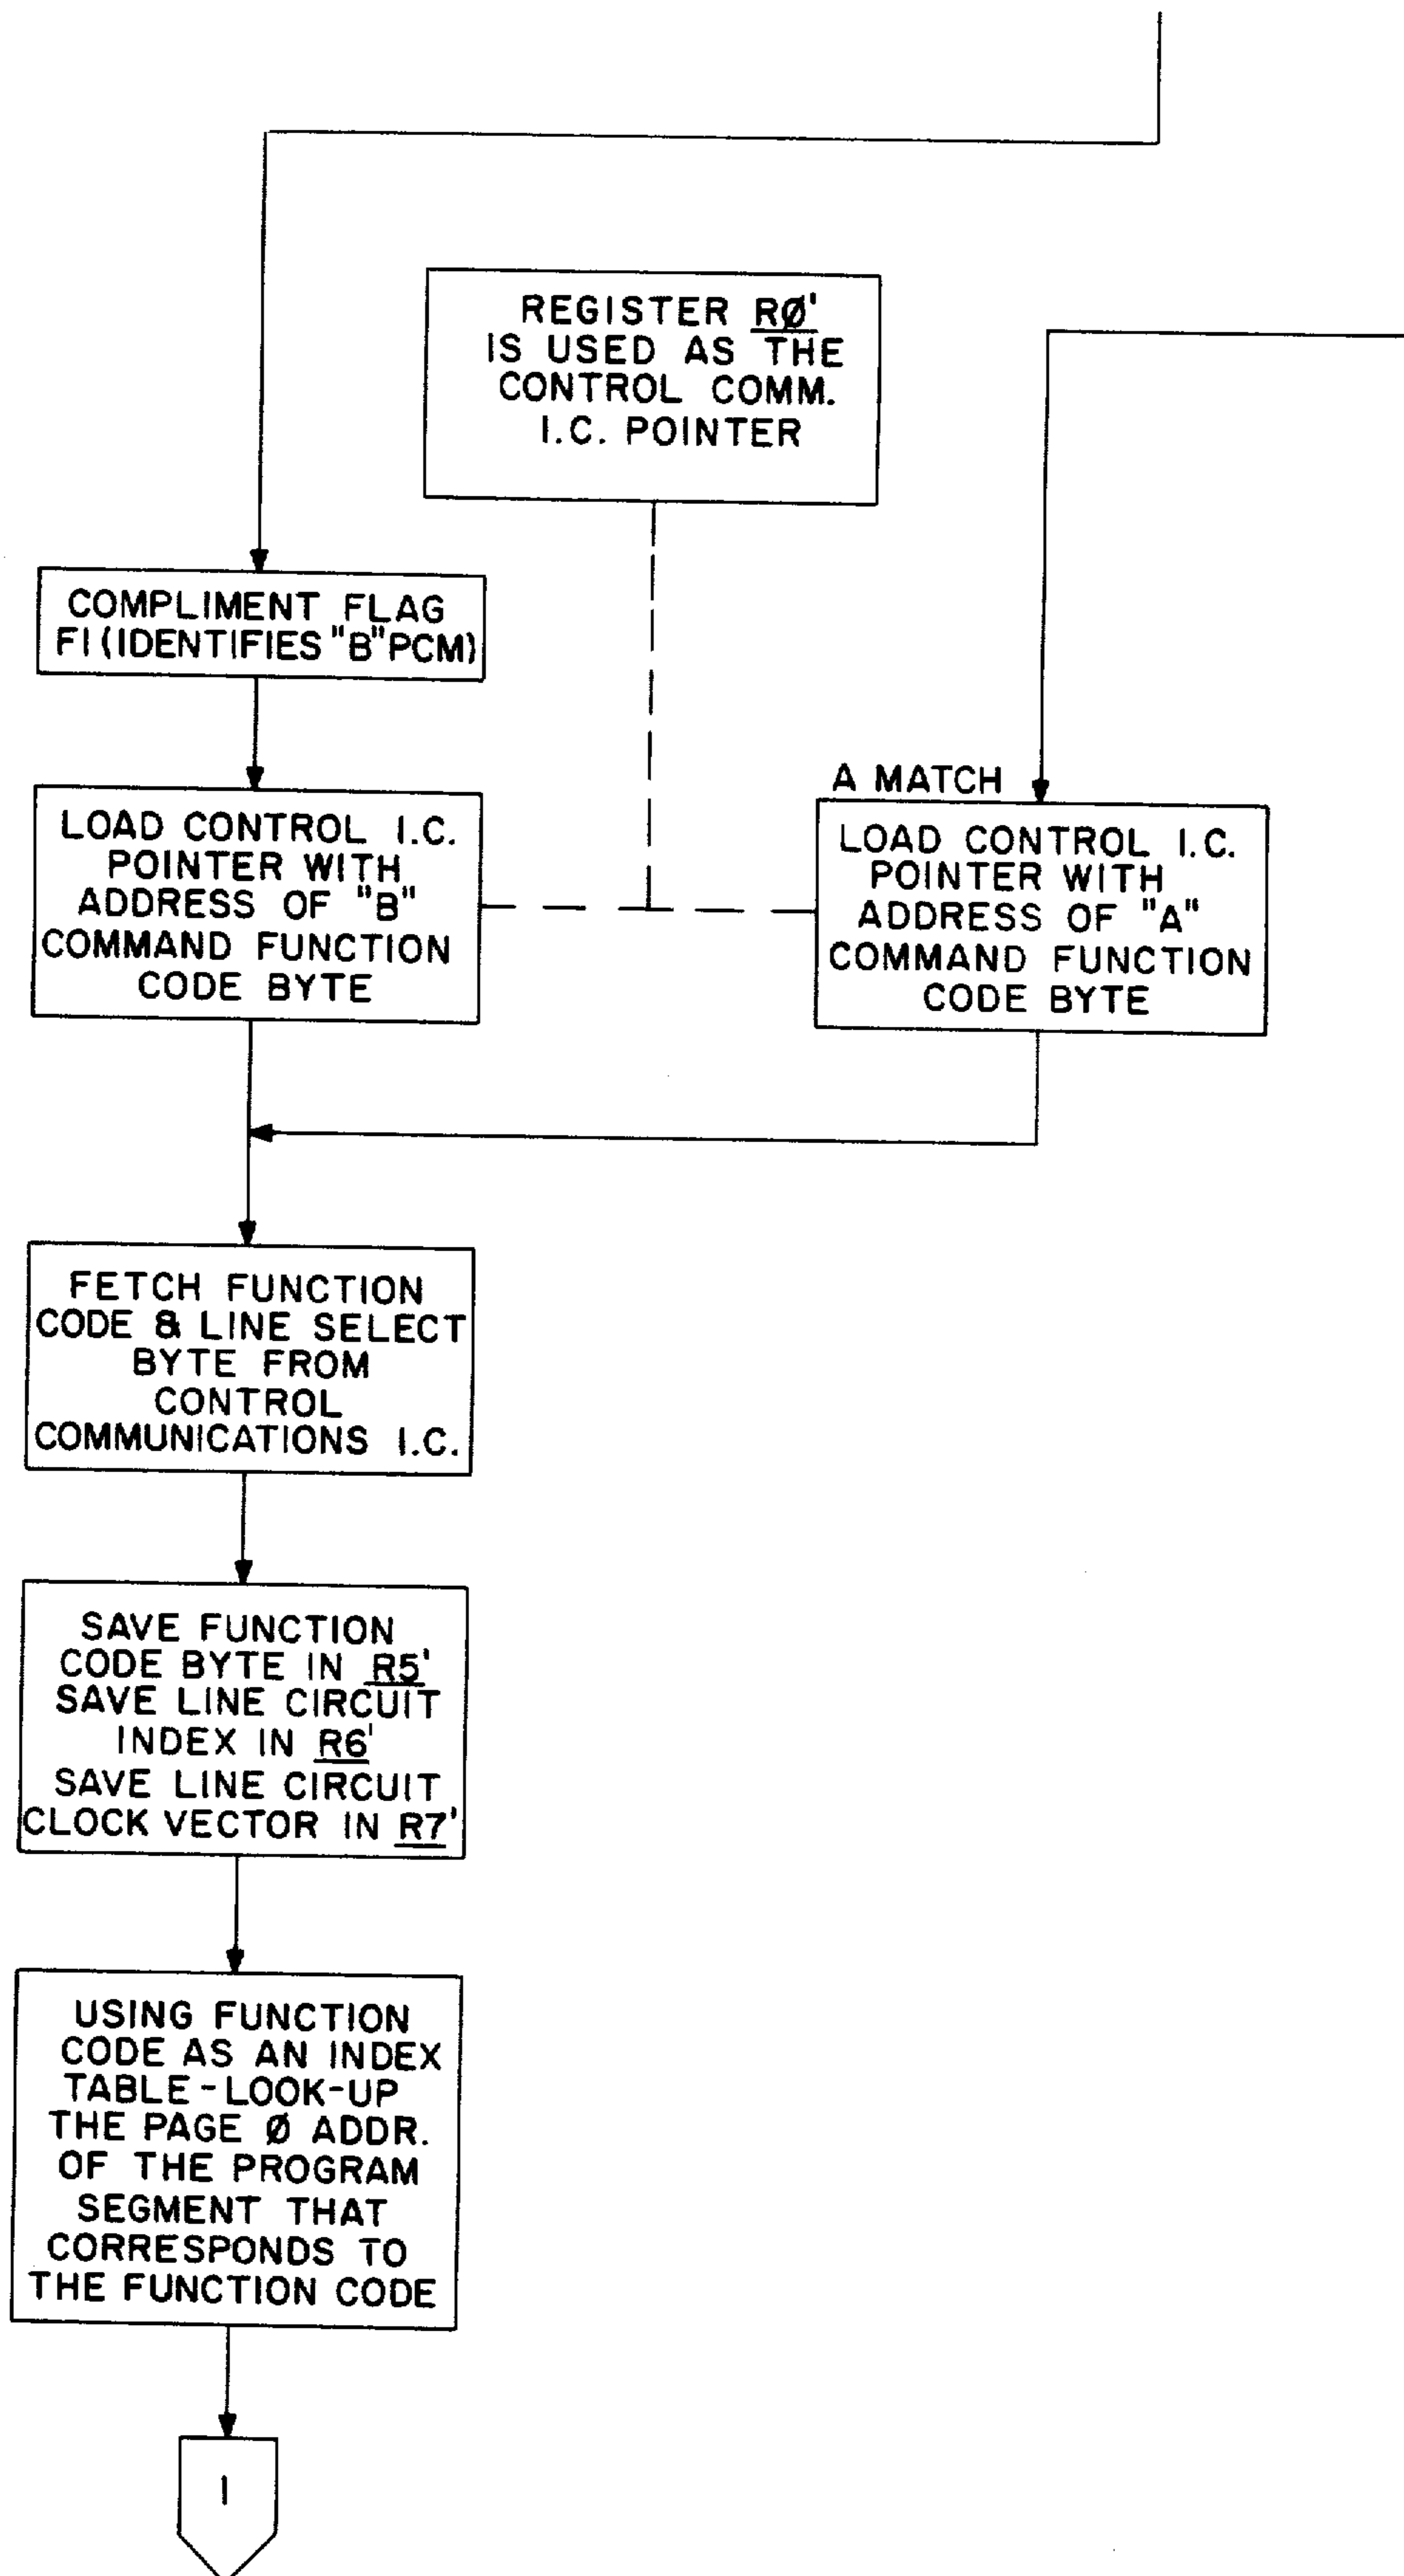 REGISTER RØ'
IS USED AS THE
CONTROL COMM.
I.C. POINTER
COMPLIMENT FLAG
F1 (IDENTIFIES "B" PCM)
LOAD CONTROL I.C.
POINTER WITH
ADDRESS OF "B"
COMMAND FUNCTION
CODE BYTE
A MATCH
LOAD CONTROL I.C.
POINTER WITH
ADDRESS OF "A"
COMMAND FUNCTION
CODE BYTE
FETCH FUNCTION
CODE & LINE SELECT
BYTE FROM
CONTROL
COMMUNICATIONS I.C.
SAVE FUNCTION
CODE BYTE IN R5'
SAVE LINE CIRCUIT
INDEX IN R6'
SAVE LINE CIRCUIT
CLOCK VECTOR IN R7'
USING FUNCTION
CODE AS AN INDEX
TABLE-LOOK-UP
THE PAGE Ø ADDR.
OF THE PROGRAM
SEGMENT THAT
CORRESPONDS TO
THE FUNCTION CODE
1